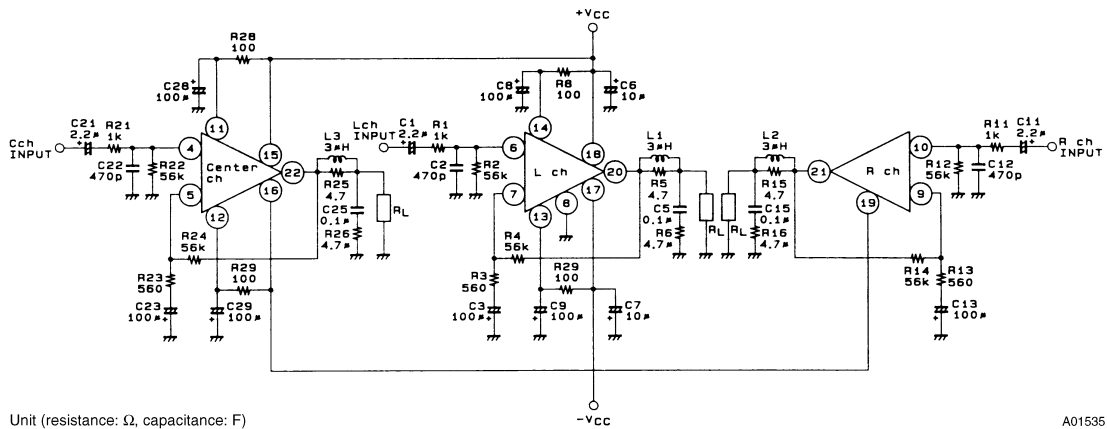 +VCC
R28
100
C28
100µ
+
C8
100µ
+
R8
100
+
C6
10µ
Cch
INPUT
C21
2.2µ
+
R21
1k
C22
470p
R22
56k
11
4
5
12
15
16
22
Center
ch
L3
3µH
R25
4.7
C25
0.1µ
R26
4.7µ
RL
R24
56k
R23
560
C23
100µ
+
R29
100
C29
100µ
+
Lch
INPUT
C1
2.2µ
+
R1
1k
C2
470p
R2
56k
14
6
7
13
8
18
17
20
L ch
L1
3µH
R5
4.7
C5
0.1µ
R6
4.7µ
RL
R4
56k
R3
560
C3
100µ
+
R29
100
C9
100µ
+
C7
10µ
+
L2
3µH
R15
4.7
C15
0.1µ
R16
4.7µ
RL
21
R ch
10
9
19
R11
1k
C11
2.2µ
+
R ch
INPUT
R12
56k
C12
470p
R14
56k
R13
560
C13
100µ
+
-VCC
Unit (resistance: Ω, capacitance: F)
A01535